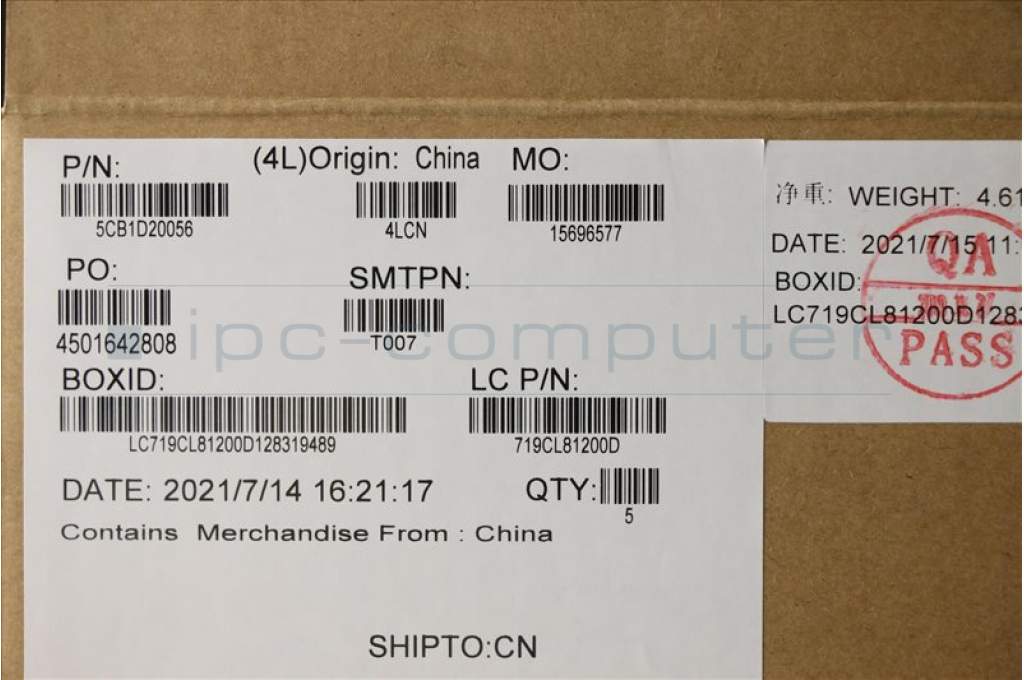 P/N:
5CB1D20056
(4L)Origin: China
4LCN
MO:
15696577
PO:
4501642808
SMTPN:
T007
BOXID:
LC719CL81200D128319489
LC P/N:
719CL81200D
DATE: 2021/7/14 16:21:17
QTY:
5
Contains Merchandise From : China
SHIPTO:CN
净重: WEIGHT: 4.61
DATE: 2021/7/15 11:
BOXID:
LC719CL81200D1283
QA
PASS
ipc-computer